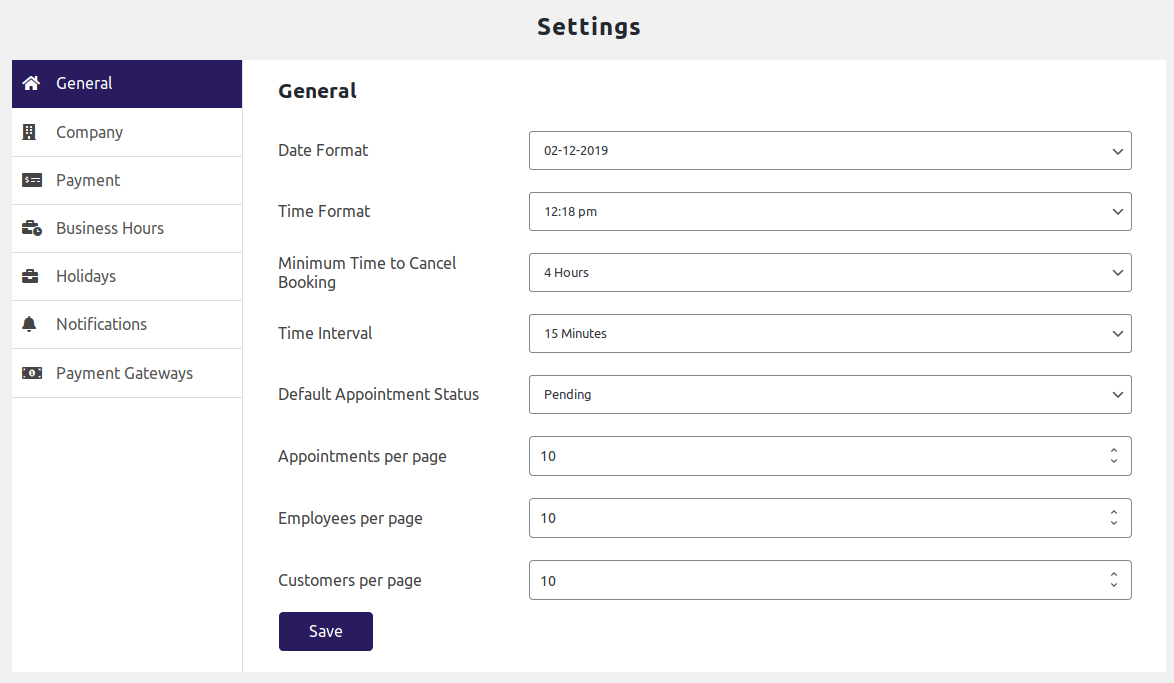 Settings
General
Company
Payment
Business Hours
Holidays
Notifications
Payment Gateways
General
Date Format
02-12-2019
Time Format
12:18 pm
Minimum Time to Cancel
Booking
4 Hours
Time Interval
15 Minutes
Default Appointment Status
Pending
Appointments per page
10
Employees per page
10
Customers per page
10
Save